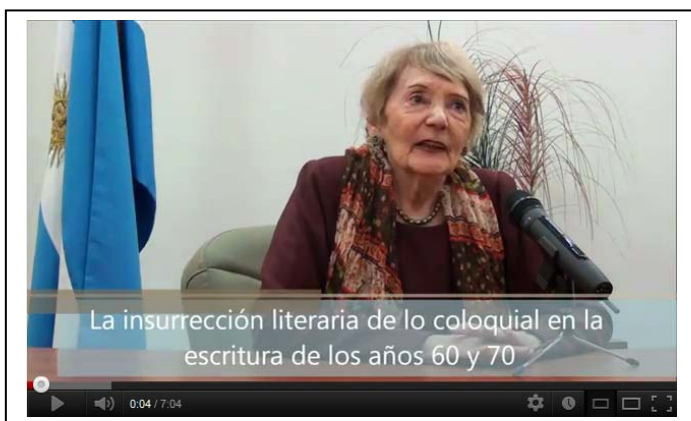 La insurrección literaria de lo coloquial en la
escritura de los años 60 y 70
0:04 / 7:04